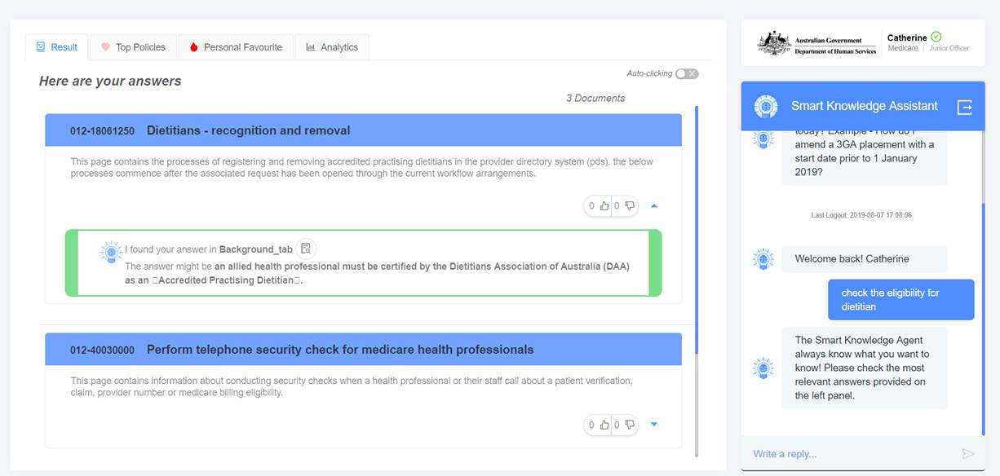 Result
Top Policies
Personal Favourite
Analytics
Here are your answers
Auto-clicking
3 Documents
012-18061250 Dietitians - recognition and removal
This page contains the processes of registering and removing accredited practising dietitians in the provider directory system (pds). the below
processes commence after the associated request has been opened through the current workflow arrangements.
0 0
I found your answer in Background_tab
The answer might be an allied health professional must be certified by the Dietitians Association of Australia (DAA)
as an □Accredited Practising Dietitian□.
012-40030000 Perform telephone security check for medicare health professionals
This page contains information about conducting security checks when a health professional or their staff call about a patient verification,
claim, provider number or medicare billing eligibility.
0 0
Australian Government
Department of Human Services
Catherine
Medicare | Junior Officer
Smart Knowledge Assistant
today? Example - How do I
amend a 3GA placement with a
start date prior to 1 January
2019?
Last Logout: 2019-08-07 17:08:06
Welcome back! Catherine
check the eligibility for
dietitian
The Smart Knowledge Agent
always know what you want to
know! Please check the most
relevant answers provided on
the left panel.
Write a reply...